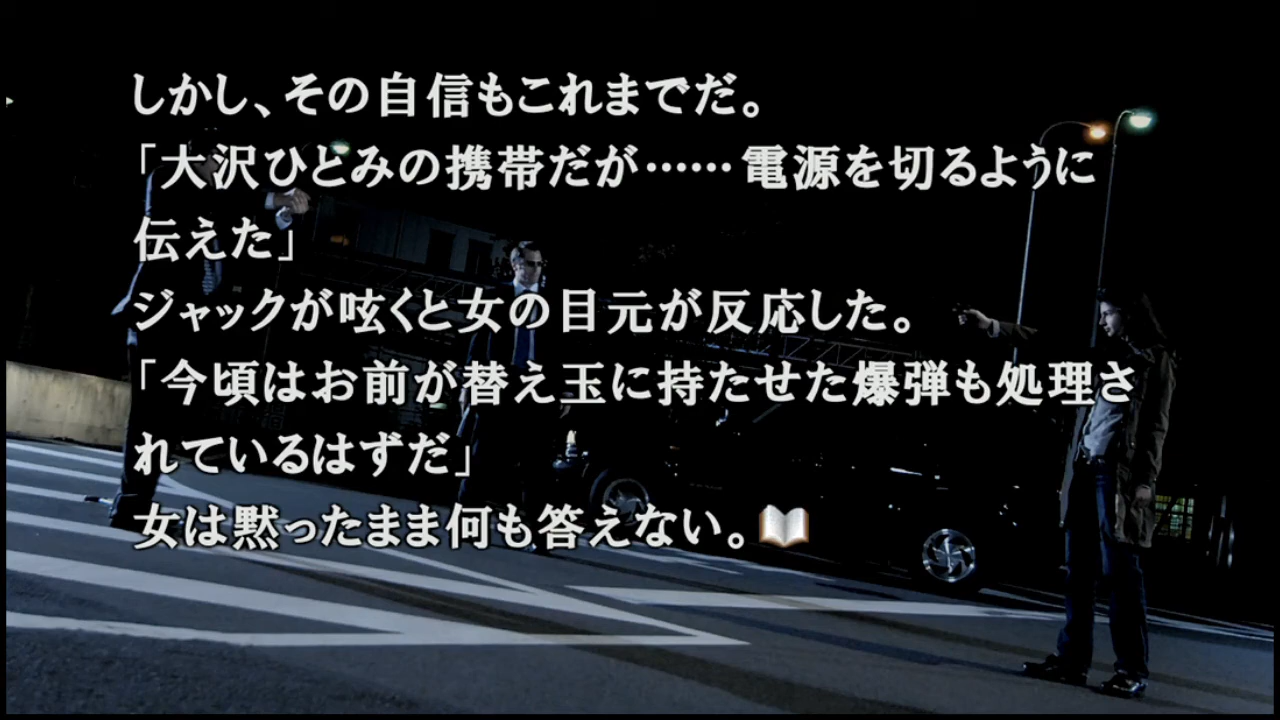 しかし、その自信もこれまでだ。
「大沢ひとみの携帯だが……電源を切るように
伝えた」
ジャックが呟くと女の目元が反応した。
「今頃はお前が替え玉に持たせた爆弾も処理さ
れているはずだ」
女は黙ったまま何も答えない。